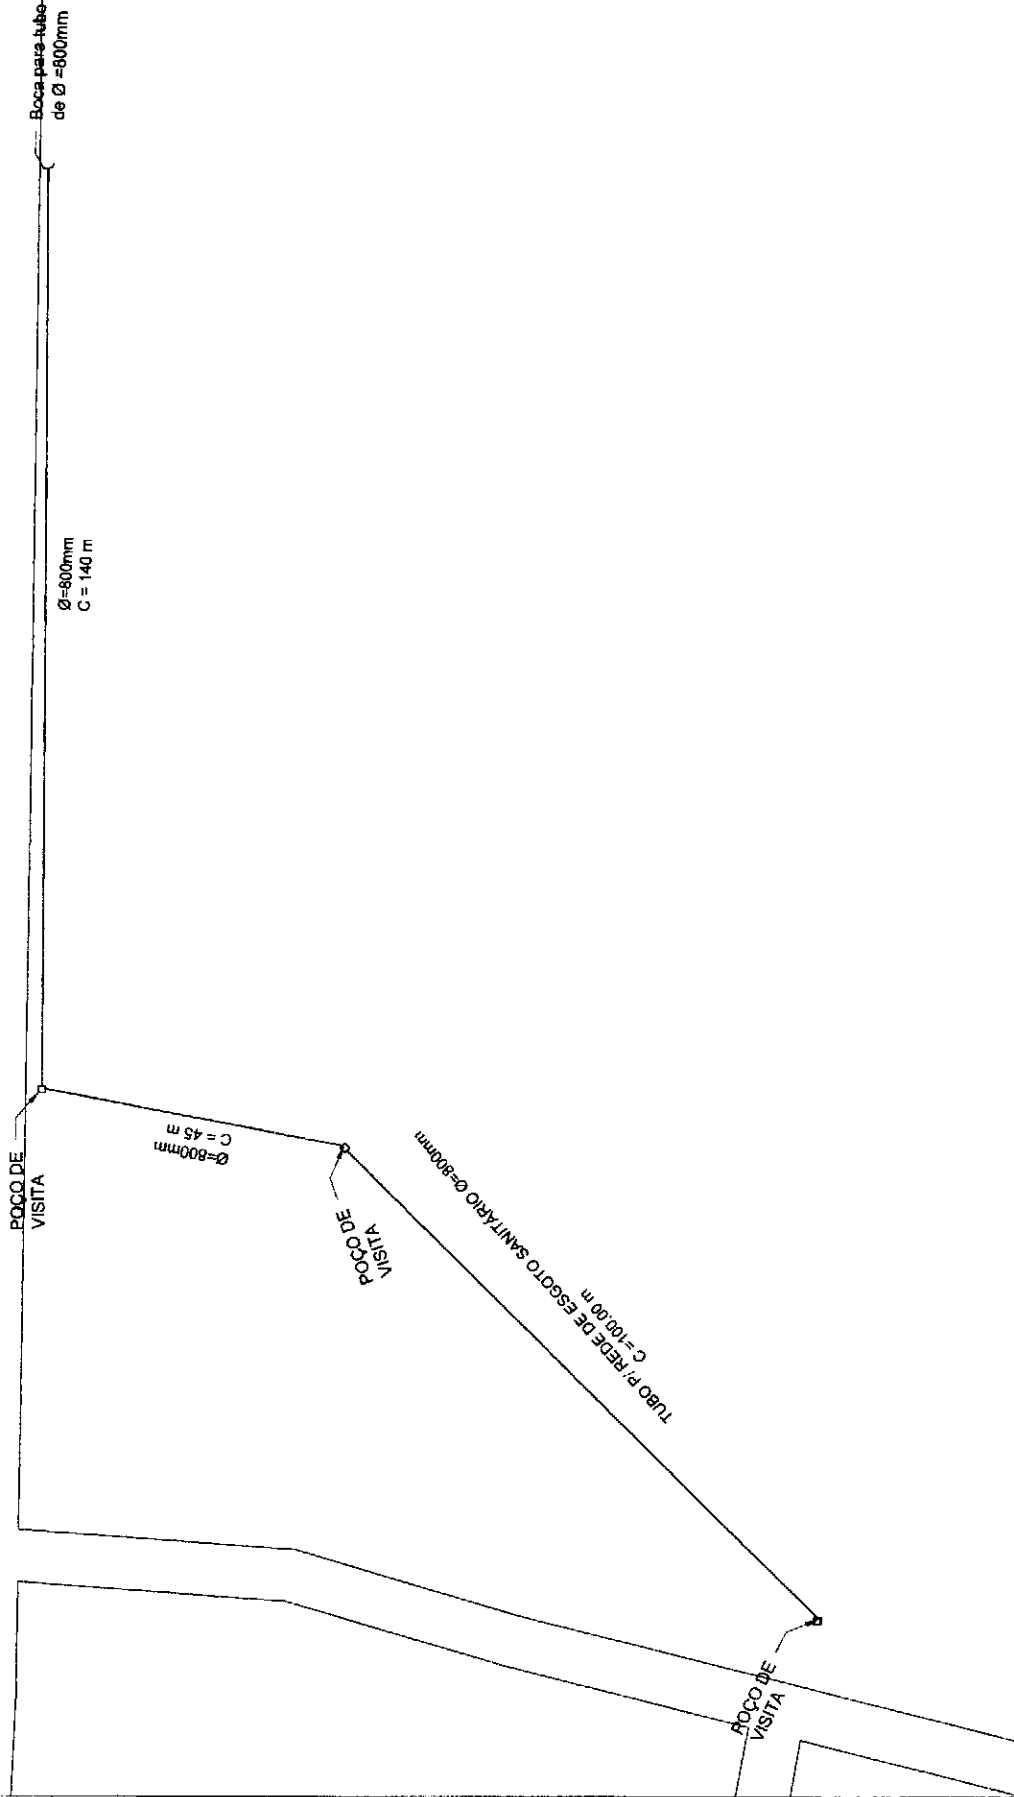 Boca para tubo
de Ø =800mm
Ø=800mm
C = 140 m
POÇO DE
VISITA
Ø=800mm
C = 45 m
POÇO DE
VISITA
TUBO P/ REDE DE ESGOTO SANITÁRIO Ø=800mm
C=100,00 m
POÇO DE
VISITA